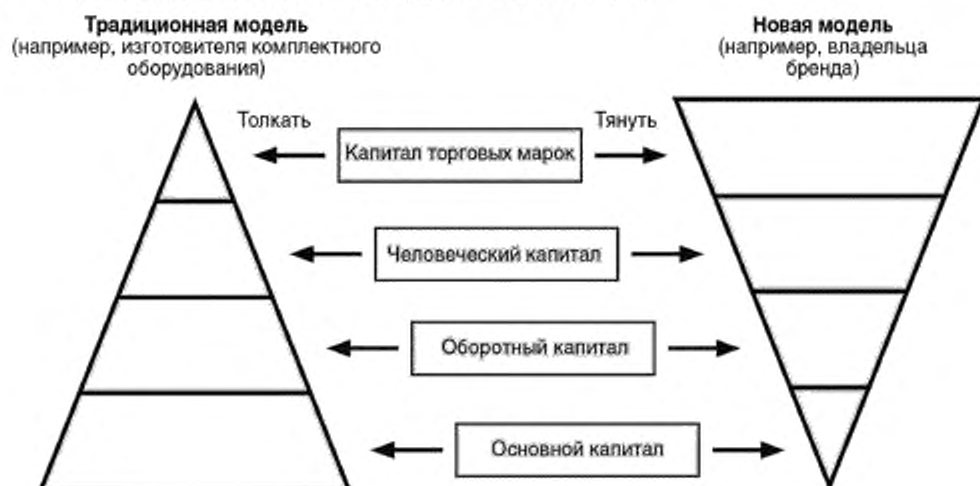 Традиционная модель
(например, изготовителя комплектного
оборудования)
Новая модель
(например, владельца
бренда)
Толкать
Тянуть
Капитал торговых марок
Человеческий капитал
Оборотный капитал
Основной капитал